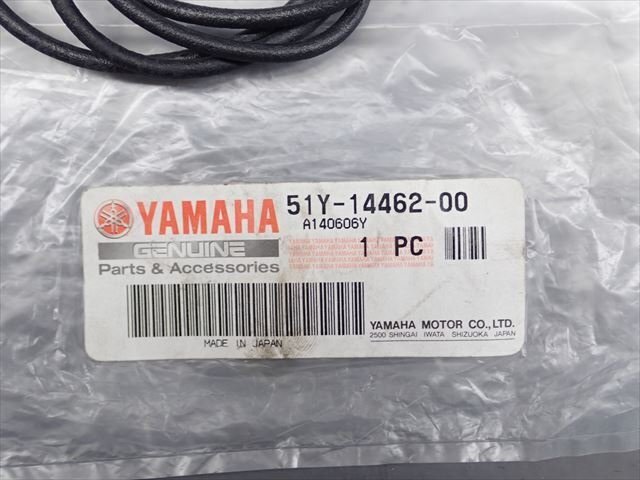 YAMAHA
GENUINE
Parts & Accessories
51Y-14462-00
A140606Y
1 PC
MADE IN JAPAN
YAMAHA MOTOR CO.,LTD.
2500 SHINGAI IWATA SHIZUOKA JAPAN